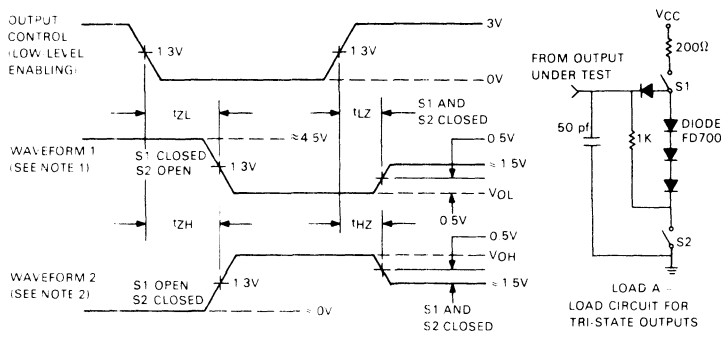 OUTPUT
CONTROL
(LOW-LEVEL
ENABLING)
1 3V
1 3V
3V
0V
tZL
tLZ
S1 AND
S2 CLOSED
WAVEFORM 1
(SEE NOTE 1)
S1 CLOSED
S2 OPEN
≈4 5V
1 3V
0 5V
≈ 1 5V
VOL
0 5V
tZH
tHZ
0 5V
VOH
WAVEFORM 2
(SEE NOTE 2)
S1 OPEN
S2 CLOSED
1 3V
≈ 0V
≈ 1 5V
S1 AND
S2 CLOSED
VCC
200Ω
FROM OUTPUT
UNDER TEST
S1
50 pf
1K
DIODE
FD700
S2
LOAD A –
LOAD CIRCUIT FOR
TRI-STATE OUTPUTS